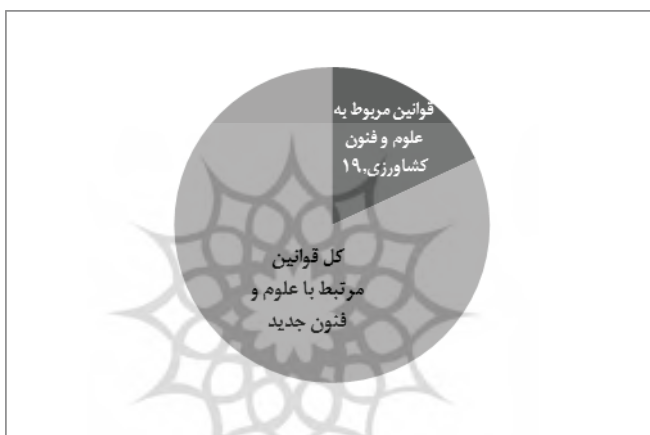 قوانین مربوط به
علوم و فنون
کشاورزی،۱۹
کل قوانین
مرتبط با علوم و
فنون جدید